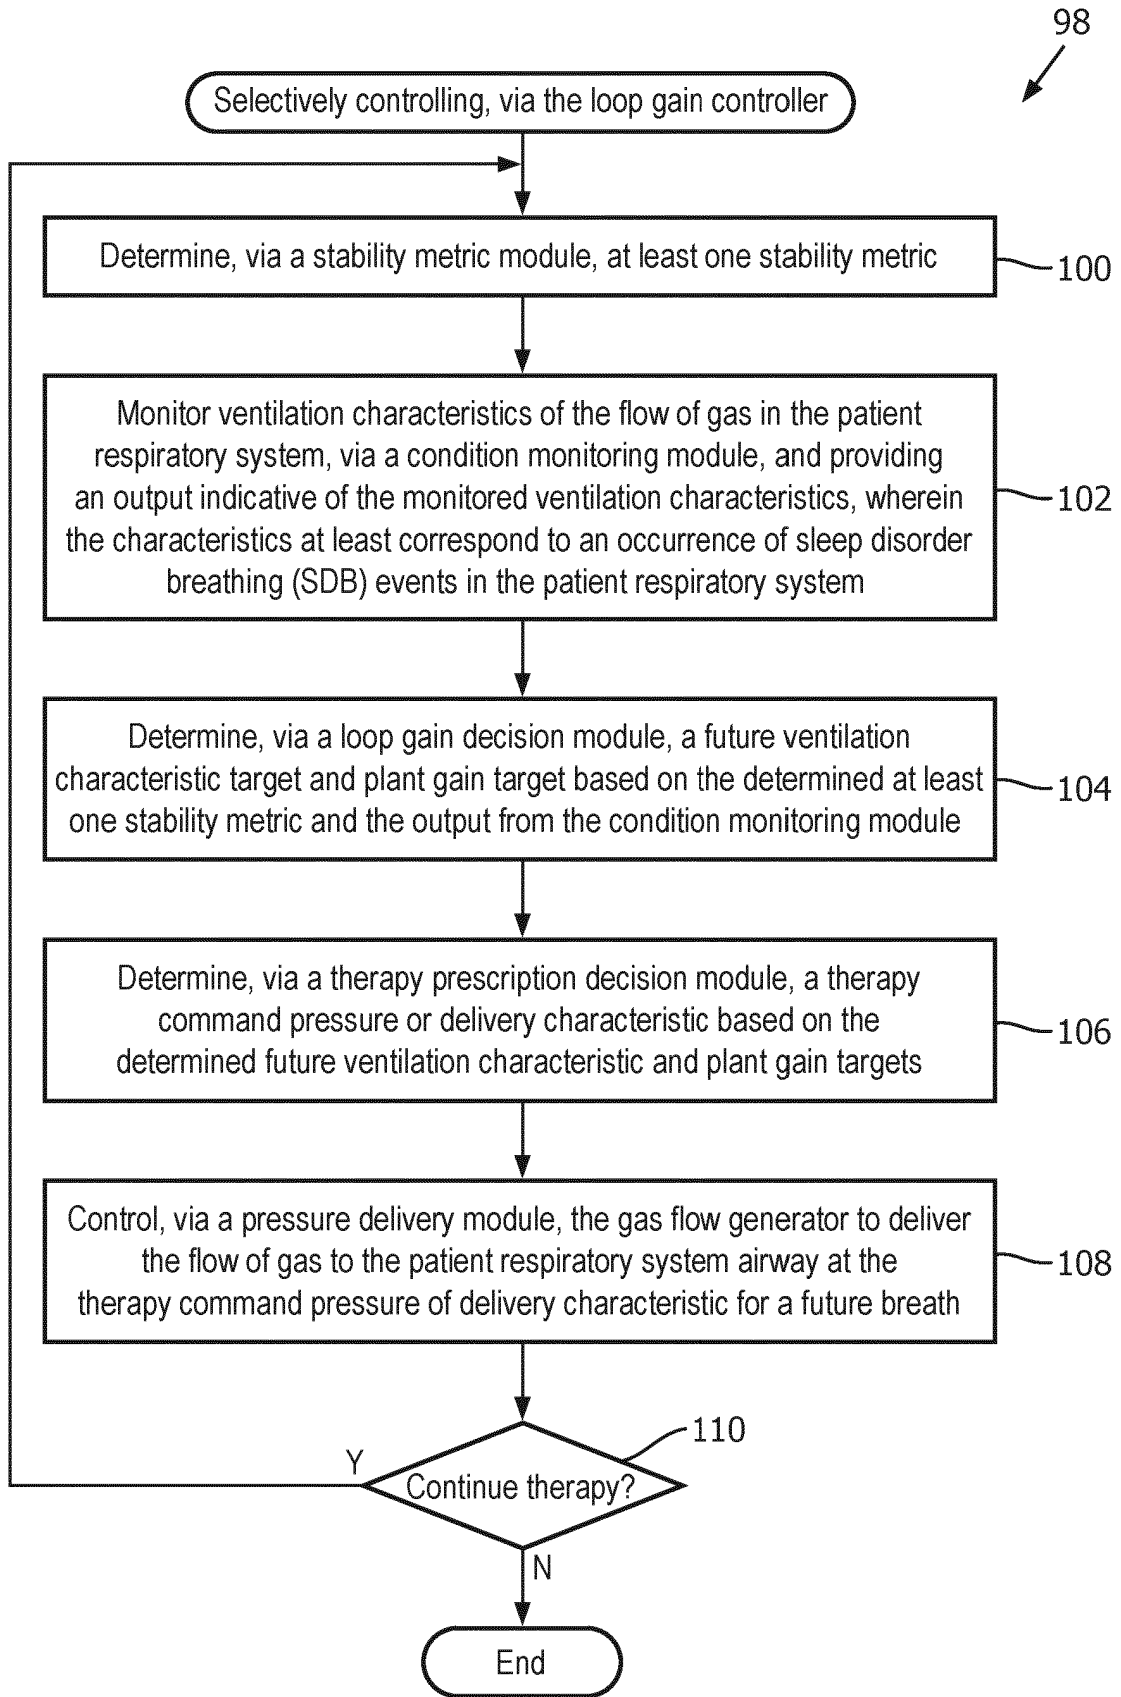 98
Selectively controlling, via the loop gain controller
Determine, via a stability metric module, at least one stability metric
100
Monitor ventilation characteristics of the flow of gas in the patient
respiratory system, via a condition monitoring module, and providing
an output indicative of the monitored ventilation characteristics, wherein
the characteristics at least correspond to an occurrence of sleep disorder
breathing (SDB) events in the patient respiratory system
102
Determine, via a loop gain decision module, a future ventilation
characteristic target and plant gain target based on the determined at least
one stability metric and the output from the condition monitoring module
104
Determine, via a therapy prescription decision module, a therapy
command pressure or delivery characteristic based on the
determined future ventilation characteristic and plant gain targets
106
Control, via a pressure delivery module, the gas flow generator to deliver
the flow of gas to the patient respiratory system airway at the
therapy command pressure of delivery characteristic for a future breath
108
110
Y
Continue therapy?
N
End